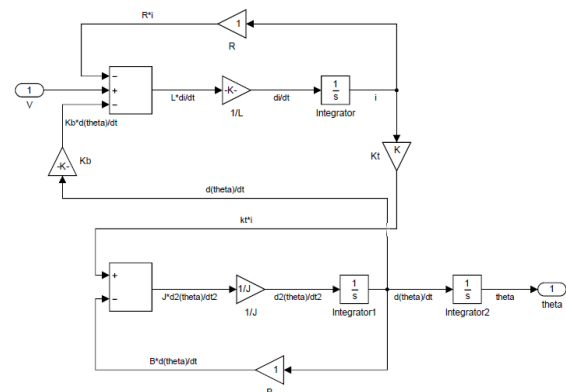 R*i
1
R
−
+
−
1
V
L*di/dt
-K-
1/L
di/dt
1
s
Integrator
i
Kb*d(theta)/dt
-K-
Kb
K
Kt
d(theta)/dt
kt*i
+
−
J*d2(theta)/dt2
1/J
1/J
d2(theta)/dt2
1
s
Integrator1
d(theta)/dt
1
s
Integrator2
theta
1
theta
B*d(theta)/dt
1